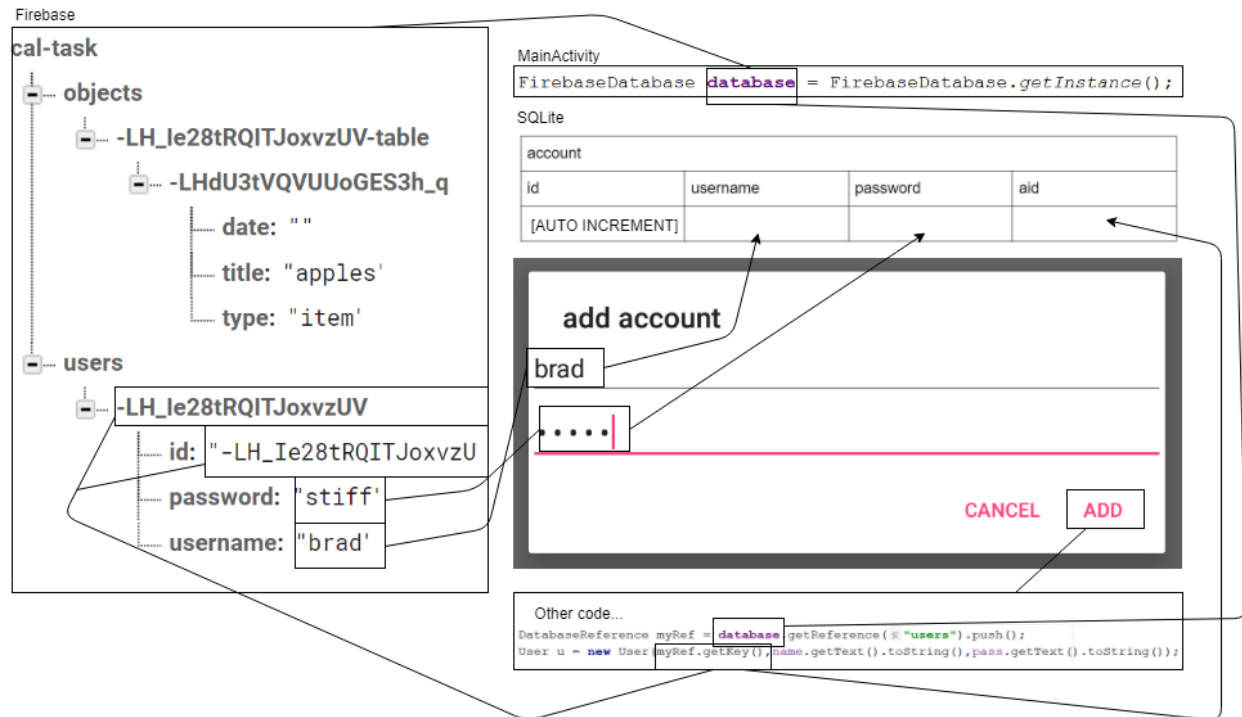 Firebase
cal-task
objects
-LH_Ie28tRQITJoxvzUV-table
-LHdU3tVQVUUoGES3h_q
date: ""
title: "apples'
type: "item'
users
-LH_Ie28tRQITJoxvzUV
id: "-LH_Ie28tRQITJoxvzU
password: "stiff'
username: "brad'
MainActivity
FirebaseDatabase database = FirebaseDatabase.getInstance();
SQLite
account
id username password aid
[AUTO INCREMENT]
add account
brad
•••••
CANCEL ADD
Other code...
DatabaseReference myRef = database.getReference( s: "users").push();
User u = new User(myRef.getKey(),name.getText().toString(),pass.getText().toString());